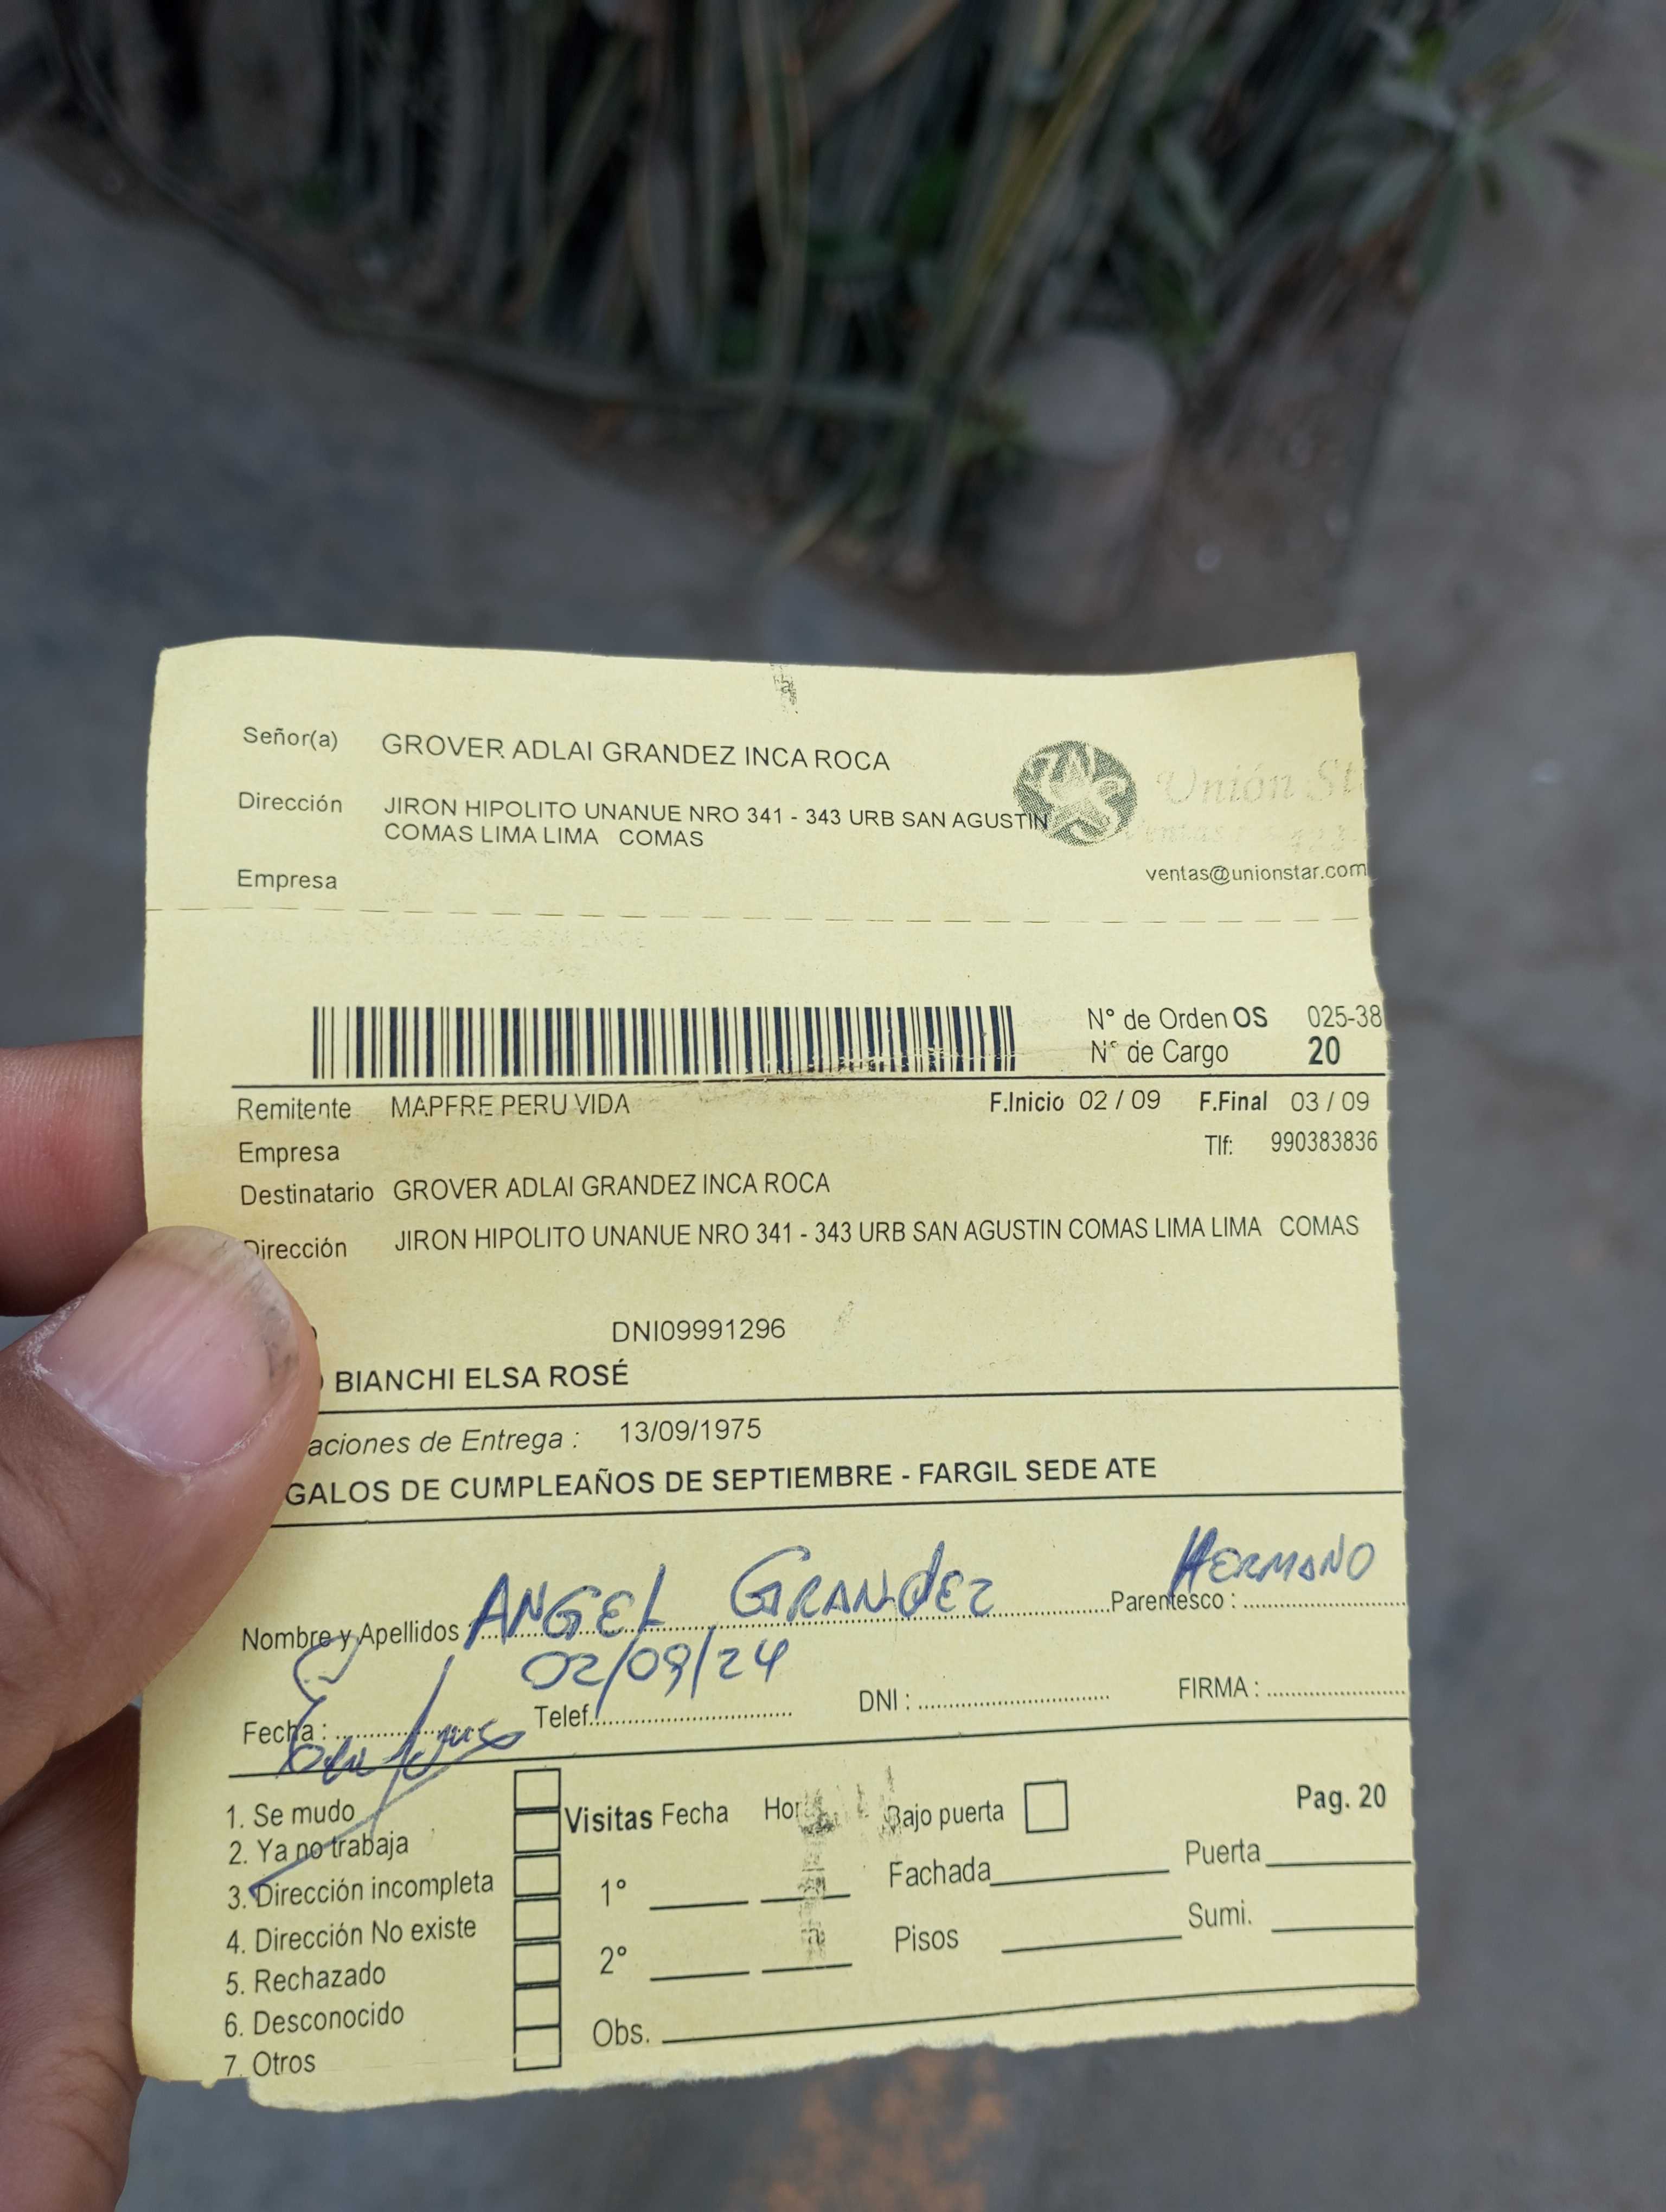 Señor(a) GROVER ADLAI GRANDEZ INCA ROCA
Dirección JIRON HIPOLITO UNANUE NRO 341 - 343 URB SAN AGUSTIN
COMAS LIMA LIMA COMAS
Unión St
Ventas
Empresa
ventas@unionstar.com
N° de Orden OS 025-38
N° de Cargo 20
Remitente MAPFRE PERU VIDA F.Inicio 02 / 09 F.Final 03 / 09
Empresa Tlf: 990383836
Destinatario GROVER ADLAI GRANDEZ INCA ROCA
Dirección JIRON HIPOLITO UNANUE NRO 341 - 343 URB SAN AGUSTIN COMAS LIMA LIMA COMAS
DNI09991296
BIANCHI ELSA ROSÉ
aciones de Entrega : 13/09/1975
GALOS DE CUMPLEAÑOS DE SEPTIEMBRE - FARGIL SEDE ATE
Nombre y Apellidos ANGEL GRANDEZ Parentesco : HERMANO
02/09/24
Fecha : Telef. DNI : FIRMA :
1. Se mudo
2. Ya no trabaja
3. Dirección incompleta
4. Dirección No existe
5. Rechazado
6. Desconocido
7. Otros
Visitas Fecha Hor Bajo puerta Pag. 20
1° Fachada Puerta
2° Pisos Sumi.
Obs.